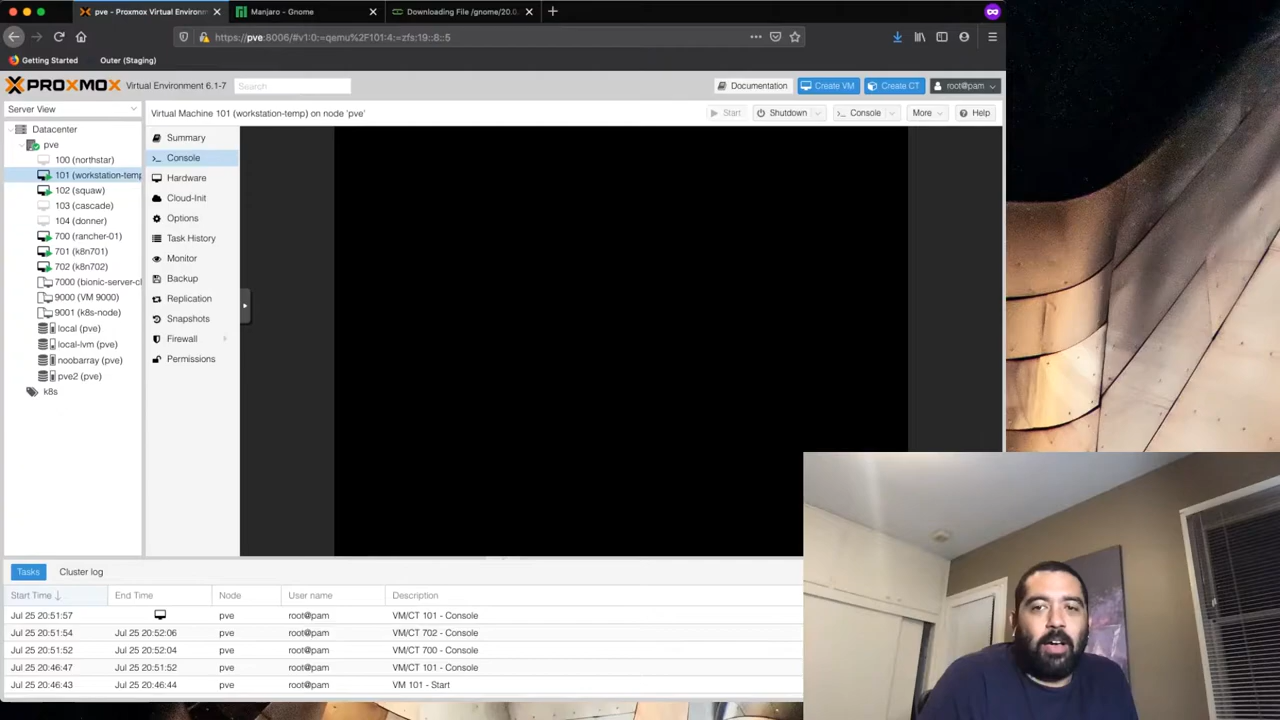 pve - Proxmox Virtual Environm
Manjaro - Gnome
Downloading File /gnome/20.0.
https://pve:8006/#v1:0:=qemu%2F101:4:=zfs:19::8::5
Getting Started
Outer (Staging)
PROXMOX
Virtual Environment 6.1-7
Search
Documentation
Create VM
Create CT
root@pam
Server View
Virtual Machine 101 (workstation-temp) on node 'pve'
Start
Shutdown
Console
More
Help
Datacenter
pve
100 (northstar)
101 (workstation-temp
102 (squaw)
103 (cascade)
104 (donner)
700 (rancher-01)
701 (k8n701)
702 (k8n702)
7000 (bionic-server-cl
9000 (VM 9000)
9001 (k8s-node)
local (pve)
local-lvm (pve)
noobarray (pve)
pve2 (pve)
k8s
Summary
Console
Hardware
Cloud-Init
Options
Task History
Monitor
Backup
Replication
Snapshots
Firewall
Permissions
Tasks
Cluster log
Start Time
End Time
Node
User name
Description
Jul 25 20:51:57 pve root@pam VM/CT 101 - Console
Jul 25 20:51:54 Jul 25 20:52:06 pve root@pam VM/CT 702 - Console
Jul 25 20:51:52 Jul 25 20:52:04 pve root@pam VM/CT 700 - Console
Jul 25 20:46:47 Jul 25 20:51:52 pve root@pam VM/CT 101 - Console
Jul 25 20:46:43 Jul 25 20:46:44 pve root@pam VM 101 - Start